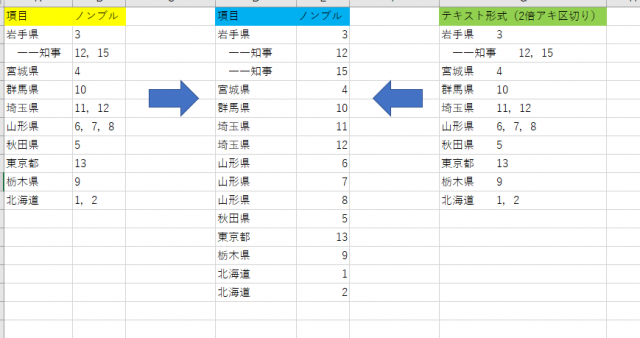 項目 ノンブル
岩手県 3
　　一一知事 12, 15
宮城県 4
群馬県 10
埼玉県 11, 12
山形県 6, 7, 8
秋田県 5
東京都 13
栃木県 9
北海道 1, 2
項目 ノンブル
岩手県 3
　一一知事 12
　一一知事 15
宮城県 4
群馬県 10
埼玉県 11
埼玉県 12
山形県 6
山形県 7
山形県 8
秋田県 5
東京都 13
栃木県 9
北海道 1
北海道 2
テキスト形式（2倍アキ区切り）
岩手県　　3
　　一一知事　　12, 15
宮城県　　4
群馬県　　10
埼玉県　　11, 12
山形県　　6, 7, 8
秋田県　　5
東京都　　13
栃木県　　9
北海道　　1, 2